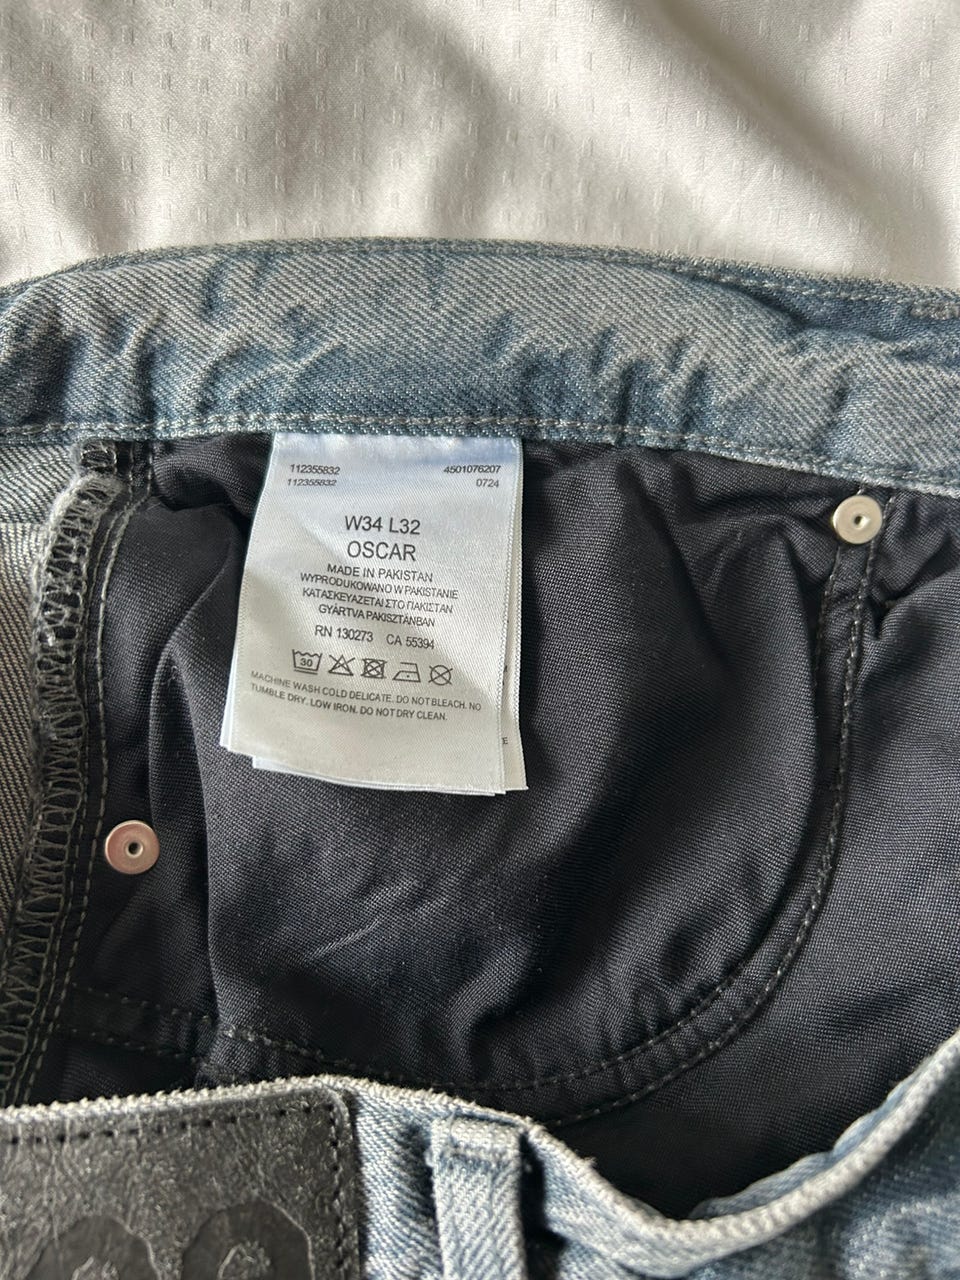 112355832 4501076207
112355832 0724
W34 L32
OSCAR
MADE IN PAKISTAN
WYPRODUKOWANO W PAKISTANIE
ΚΑΤΑΣΚΕΥΑΖΕΤΑΙ ΣΤΟ ΠΑΚΙΣΤΑΝ
GYÁRTVA PAKISZTÁNBAN
RN 130273 CA 55394
30
MACHINE WASH COLD DELICATE. DO NOT BLEACH. NO
TUMBLE DRY. LOW IRON. DO NOT DRY CLEAN.